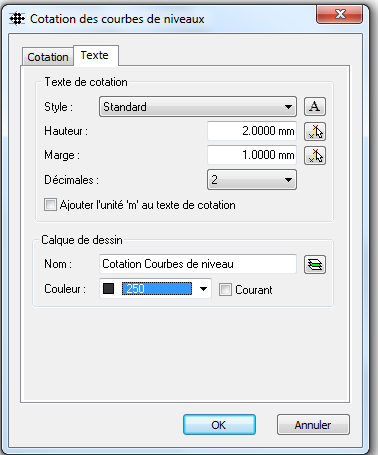 Cotation des courbes de niveaux
Cotation Texte
Texte de cotation
Style : Standard A
Hauteur : 2.0000 mm
Marge : 1.0000 mm
Décimales : 2
Ajouter l'unité 'm' au texte de cotation
Calque de dessin
Nom : Cotation Courbes de niveau
Couleur : 250 Courant
OK Annuler